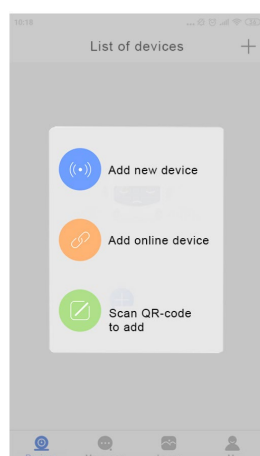 10:18
List of devices
Add new device
Add online device
Scan QR-code
to add